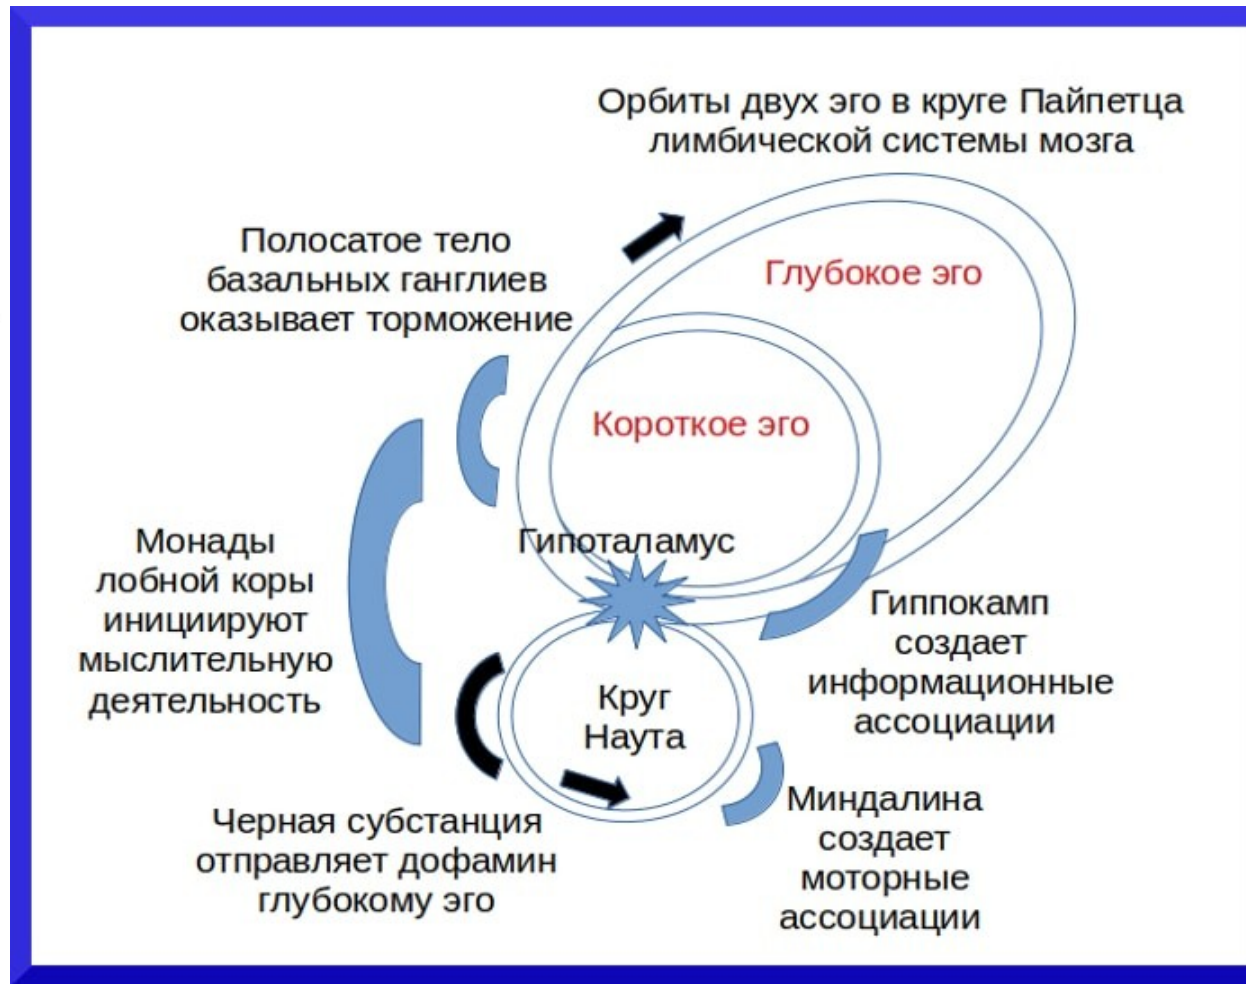 Орбиты двух эго в круге Пайпетца
лимбической системы мозга
Полосатое тело
базальных ганглиев
оказывает торможение
Глубокое эго
Короткое эго
Гипоталамус
Монады
лобной коры
инициируют
мыслительную
деятельность
Гиппокамп
создает
информационные
ассоциации
Круг
Наута
Черная субстанция
отправляет дофамин
глубокому эго
Миндалина
создает
моторные
ассоциации